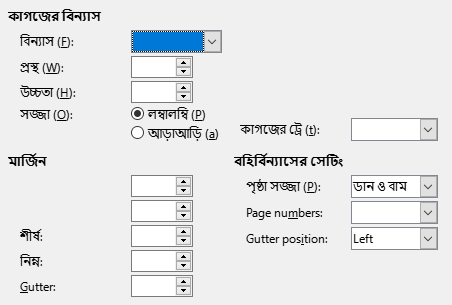 কাগজের বিন্যাস
বিন্যাস (F):
প্রস্থ (W):
উচ্চতা (H):
সজ্জা (O): লম্বালম্বি (P)
আড়াআড়ি (a)
কাগজের ট্রে (t):
মার্জিন
শীর্ষ:
নিম্ন:
Gutter:
বহির্বিন্যাসের সেটিং
পৃষ্ঠা সজ্জা (P): ডান ও বাম
Page numbers:
Gutter position: Left